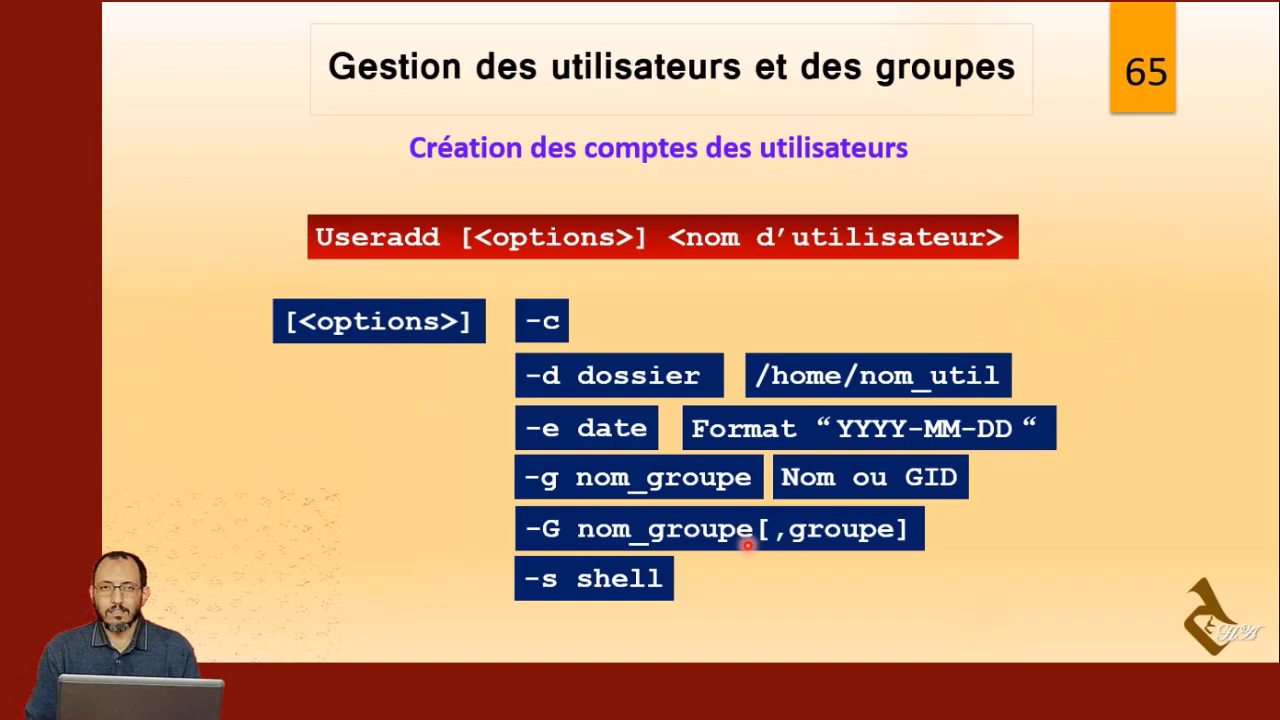 Gestion des utilisateurs et des groupes
65
Création des comptes des utilisateurs
Useradd [<options>] <nom d’utilisateur>
[<options>] -c
-d dossier /home/nom_util
-e date Format “YYYY-MM-DD“
-g nom_groupe Nom ou GID
-G nom_groupe[,groupe]
-s shell